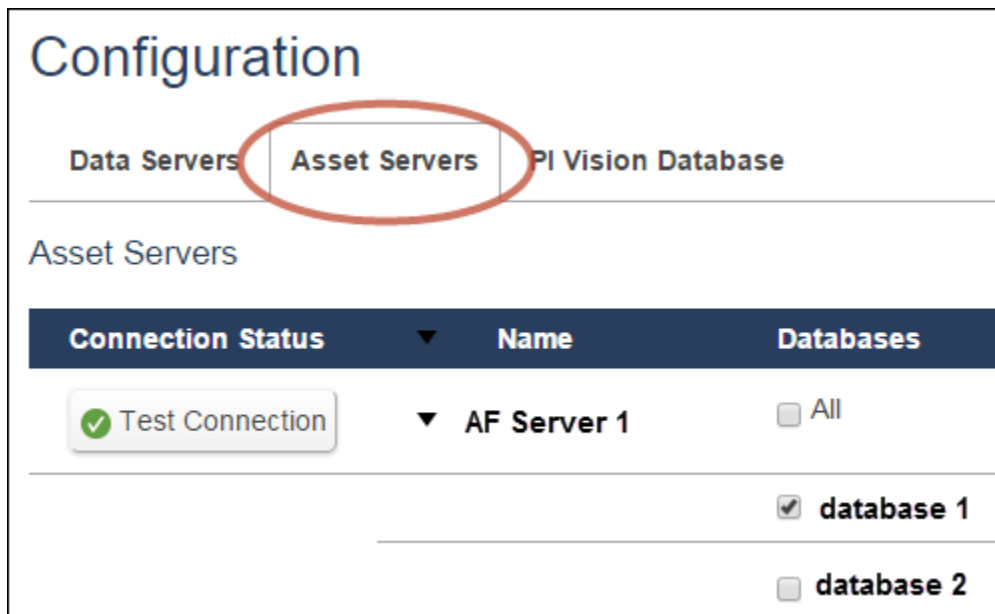 Configuration
Data Servers Asset Servers PI Vision Database
Asset Servers
Connection Status Name Databases
Test Connection AF Server 1 All
database 1
database 2